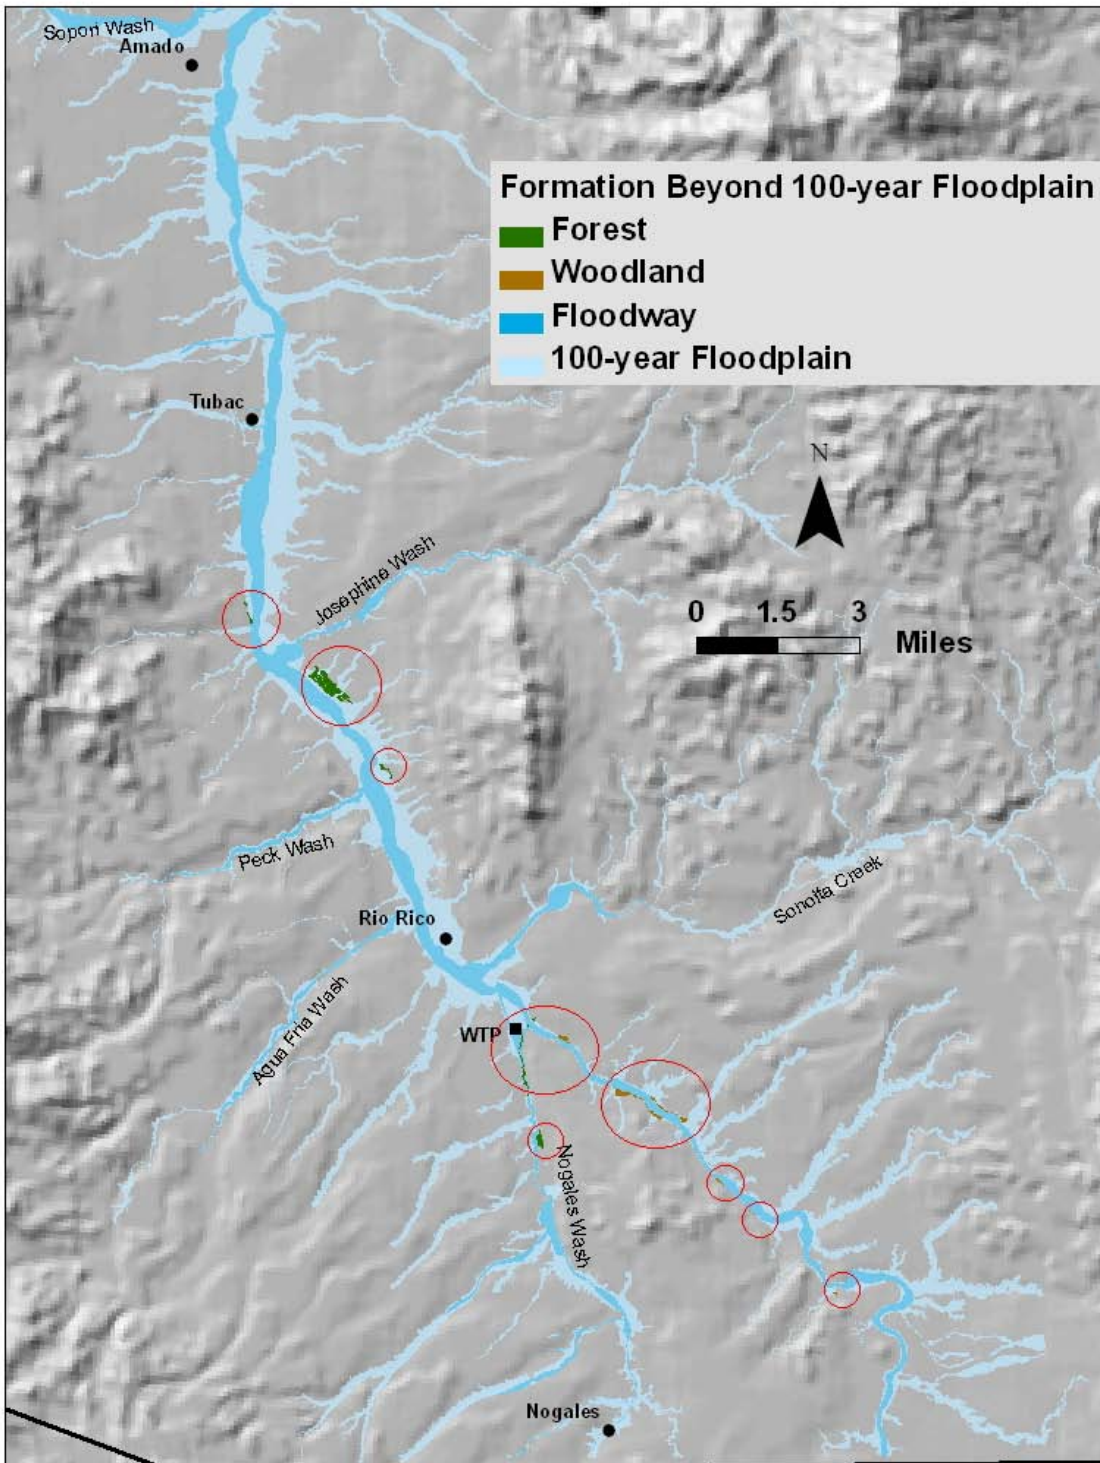 Sopori Wash
Amado
Formation Beyond 100-year Floodplain
Forest
Woodland
Floodway
100-year Floodplain
Tubac
N
Josephine Wash
0 1.5 3
Miles
Peck Wash
Sonoita Creek
Rio Rico
Agua Fria Wash
WTP
Nogales Wash
Nogales